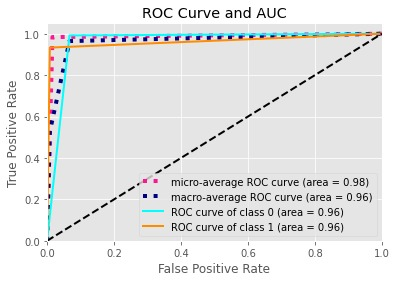 ROC Curve and AUC
True Positive Rate
1.0
0.8
0.6
0.4
0.2
0.0
micro-average ROC curve (area = 0.98)
macro-average ROC curve (area = 0.96)
ROC curve of class 0 (area = 0.96)
ROC curve of class 1 (area = 0.96)
0.0 0.2 0.4 0.6 0.8 1.0
False Positive Rate